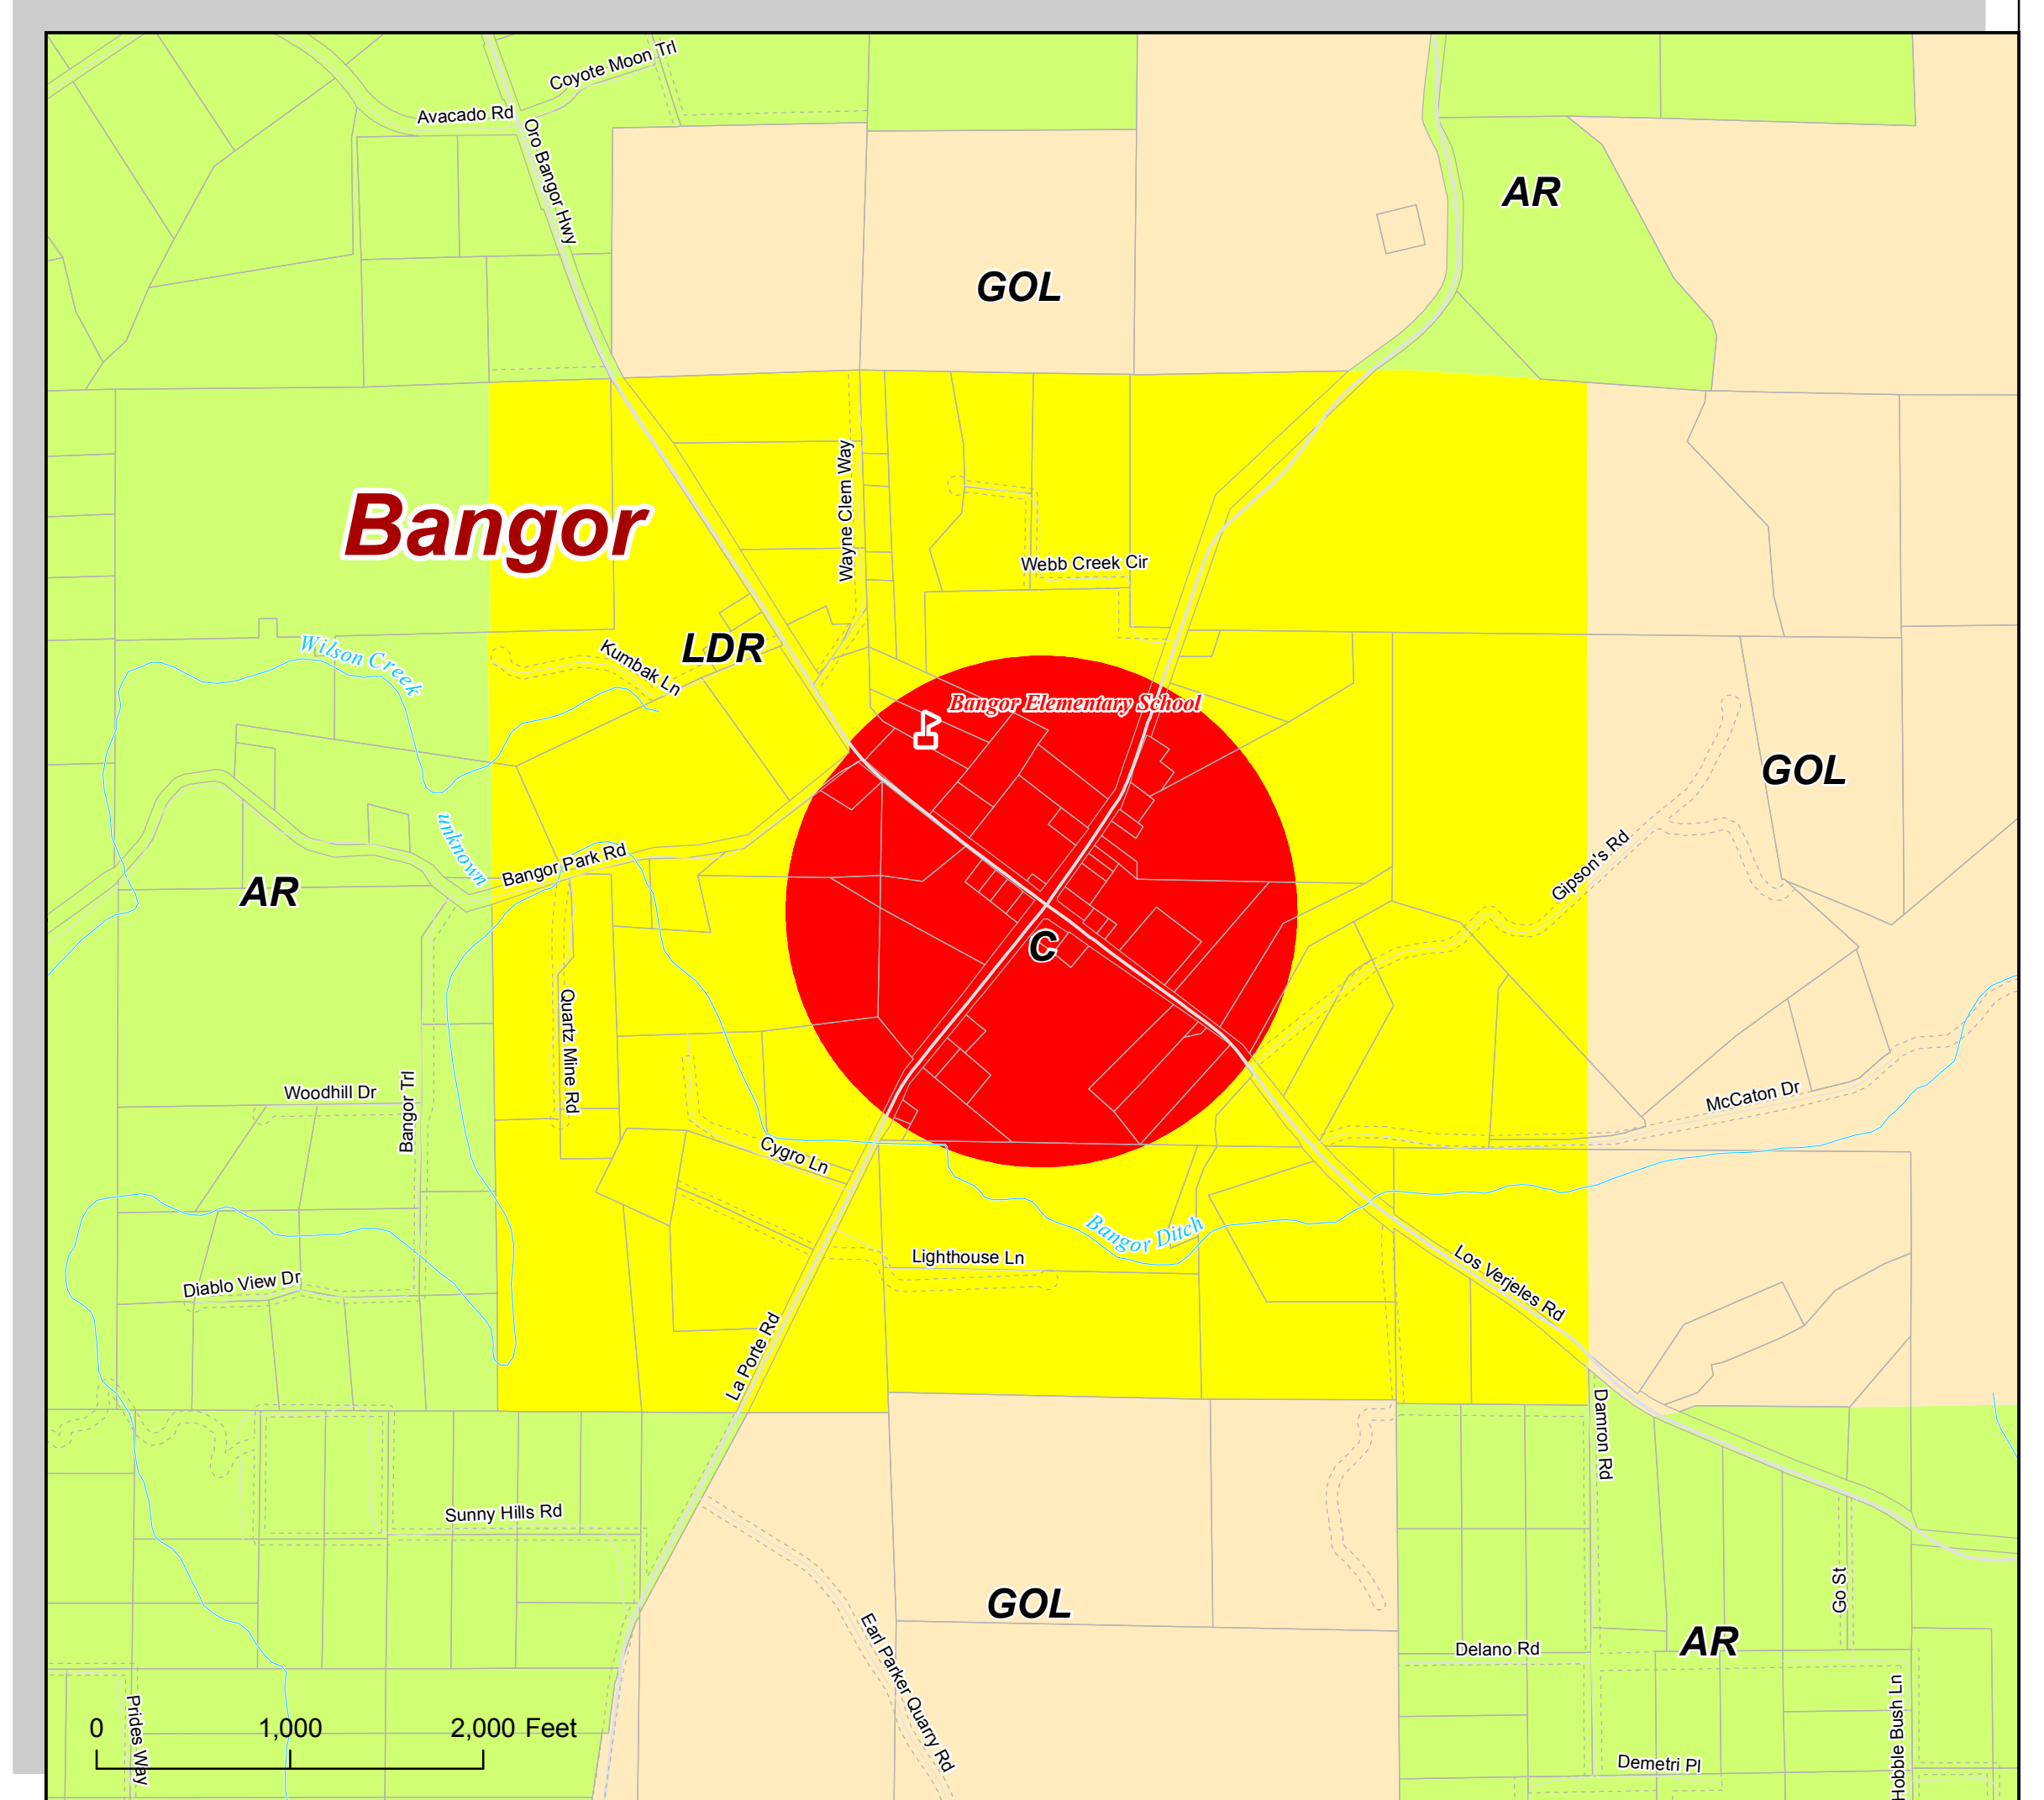 Coyote Moon Trl
Avacado Rd
Oro Bangor Hwy
AR
GOL
Bangor
Wayne Clem Way
Webb Creek Cir
LDR
Wilson Creek
Kumbak Ln
Bangor Elementary School
GOL
unknown
Bangor Park Rd
Gipson's Rd
AR
C
Quartz Mine Rd
Woodhill Dr
Bangor Trl
McCaton Dr
Cygro Ln
Bangor Ditch
Lighthouse Ln
Diablo View Dr
Los Verjeles Rd
La Porte Rd
Damron Rd
Sunny Hills Rd
GOL
Go St
Earl Parker Quarry Rd
Delano Rd
AR
Prides Way
Hobble Bush Ln
0 1,000 2,000 Feet
Demetri Pl